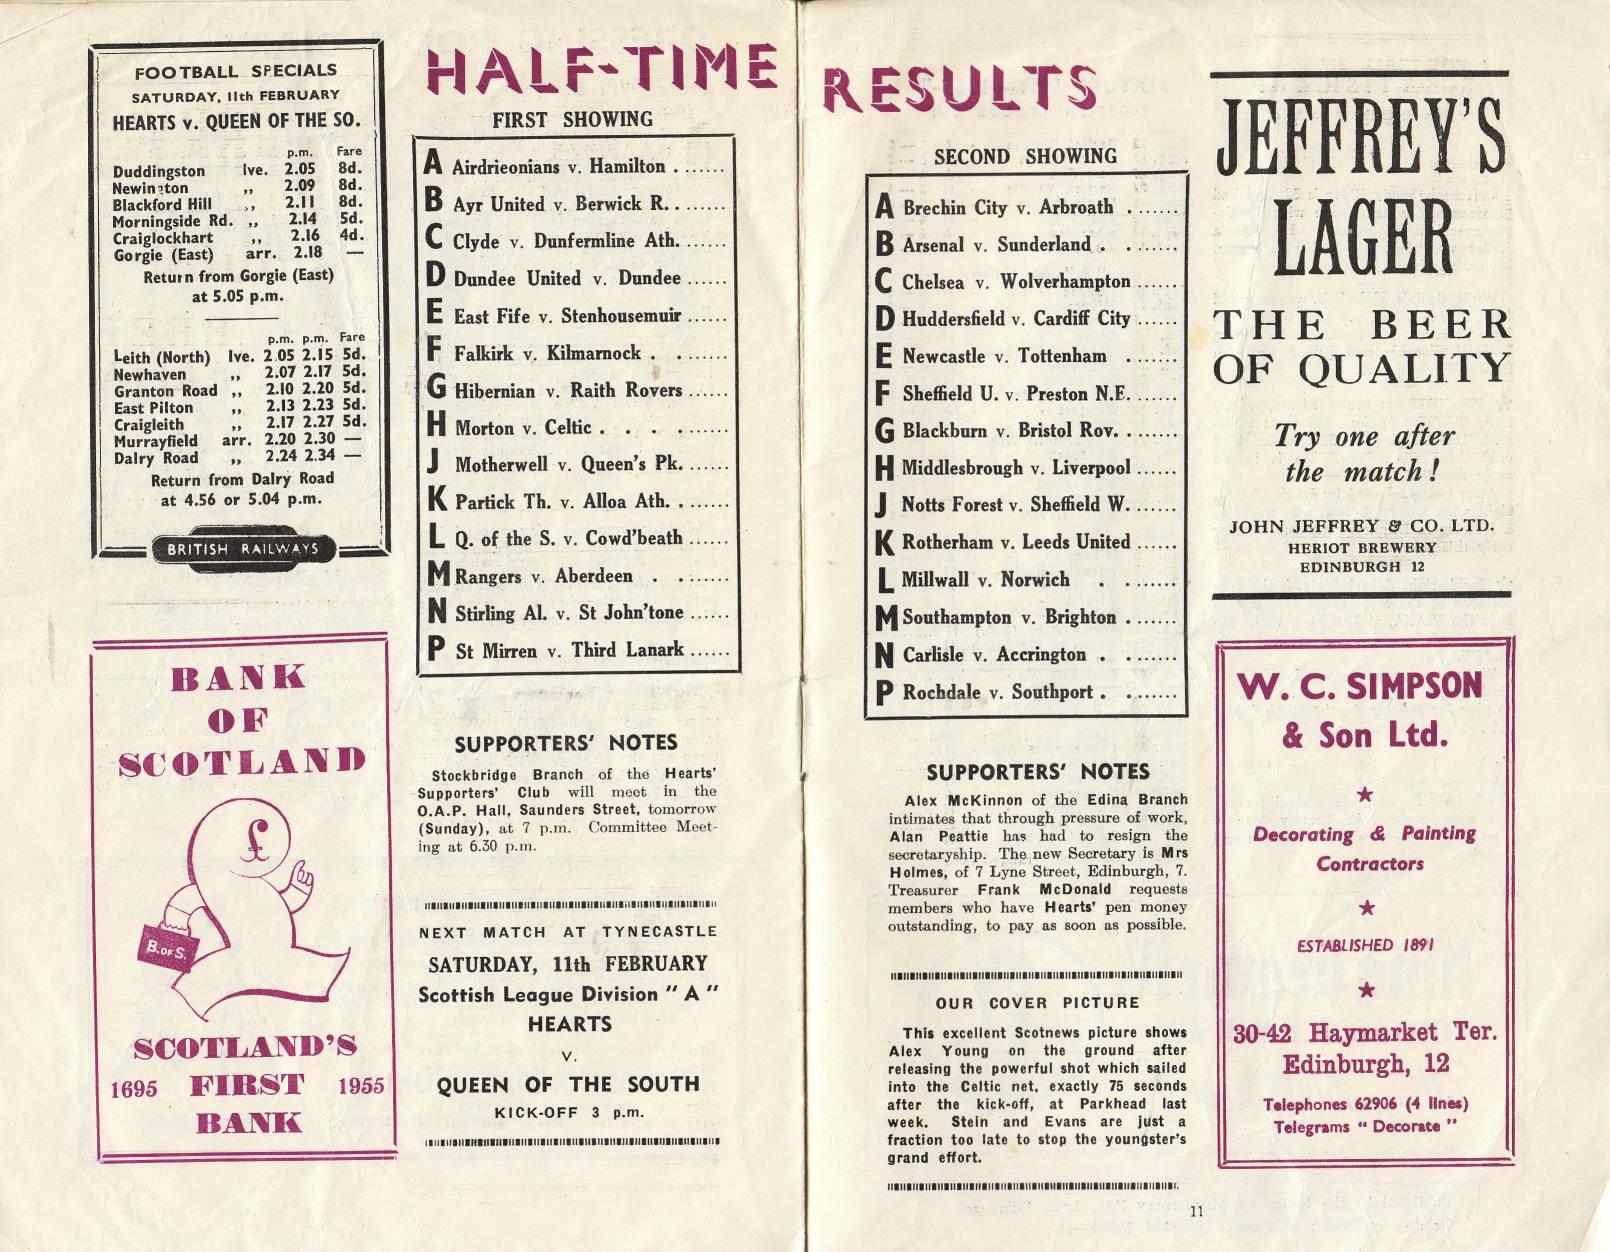 FOOTBALL SPECIALS
SATURDAY, 11th FEBRUARY
HEARTS v. QUEEN OF THE SO.
p.m. Fare
Duddingston lve. 2.05 8d.
Newington ,, 2.09 8d.
Blackford Hill ,, 2.11 8d.
Morningside Rd. ,, 2.14 5d.
Craiglockhart ,, 2.16 4d.
Gorgie (East) arr. 2.18 —
Return from Gorgie (East)
at 5.05 p.m.
p.m. p.m. Fare
Leith (North) lve. 2.05 2.15 5d.
Newhaven ,, 2.07 2.17 5d.
Granton Road ,, 2.10 2.20 5d.
East Pilton ,, 2.13 2.23 5d.
Craigleith ,, 2.17 2.27 5d.
Murrayfield arr. 2.20 2.30 —
Dalry Road ,, 2.24 2.34 —
Return from Dalry Road
at 4.56 or 5.04 p.m.
BRITISH RAILWAYS
BANK
OF
SCOTLAND
£
B. OF S.
SCOTLAND'S
1695 FIRST 1955
BANK
HALF-TIME RESULTS
FIRST SHOWING
A Airdrieonians v. Hamilton .......
B Ayr United v. Berwick R. ........
C Clyde v. Dunfermline Ath. ......
D Dundee United v. Dundee ......
E East Fife v. Stenhousemuir ......
F Falkirk v. Kilmarnock . .......
G Hibernian v. Raith Rovers ......
H Morton v. Celtic . . . . .......
J Motherwell v. Queen's Pk. ......
K Partick Th. v. Alloa Ath. . ......
L Q. of the S. v. Cowd'beath ......
M Rangers v. Aberdeen . .......
N Stirling Al. v. St John'tone ......
P St Mirren v. Third Lanark ......
SUPPORTERS' NOTES
Stockbridge Branch of the Hearts'
Supporters' Club will meet in the
O.A.P. Hall, Saunders Street, tomorrow
(Sunday), at 7 p.m. Committee Meet-
ing at 6.30 p.m.
NEXT MATCH AT TYNECASTLE
SATURDAY, 11th FEBRUARY
Scottish League Division "A"
HEARTS
v.
QUEEN OF THE SOUTH
KICK-OFF 3 p.m.
SECOND SHOWING
A Brechin City v. Arbroath . ......
B Arsenal v. Sunderland . .......
C Chelsea v. Wolverhampton ......
D Huddersfield v. Cardiff City ......
E Newcastle v. Tottenham . ......
F Sheffield U. v. Preston N.E. ......
G Blackburn v. Bristol Rov. . ......
H Middlesbrough v. Liverpool ......
J Notts Forest v. Sheffield W. ......
K Rotherham v. Leeds United ......
L Millwall v. Norwich . .......
M Southampton v. Brighton . ......
N Carlisle v. Accrington . .......
P Rochdale v. Southport . .......
SUPPORTERS' NOTES
Alex McKinnon of the Edina Branch
intimates that through pressure of work,
Alan Peattie has had to resign the
secretaryship. The new Secretary is Mrs
Holmes, of 7 Lyne Street, Edinburgh, 7.
Treasurer Frank McDonald requests
members who have Hearts' pen money
outstanding, to pay as soon as possible.
OUR COVER PICTURE
This excellent Scotnews picture shows
Alex Young on the ground after
releasing the powerful shot which sailed
into the Celtic net, exactly 75 seconds
after the kick-off, at Parkhead last
week. Stein and Evans are just a
fraction too late to stop the youngster's
grand effort.
11
JEFFREY'S
LAGER
THE BEER
OF QUALITY
Try one after
the match!
JOHN JEFFREY & CO. LTD.
HERIOT BREWERY
EDINBURGH 12
W. C. SIMPSON
& Son Ltd.
★
Decorating & Painting
Contractors
★
ESTABLISHED 1891
★
30-42 Haymarket Ter.
Edinburgh, 12
Telephones 62906 (4 lines)
Telegrams "Decorate"